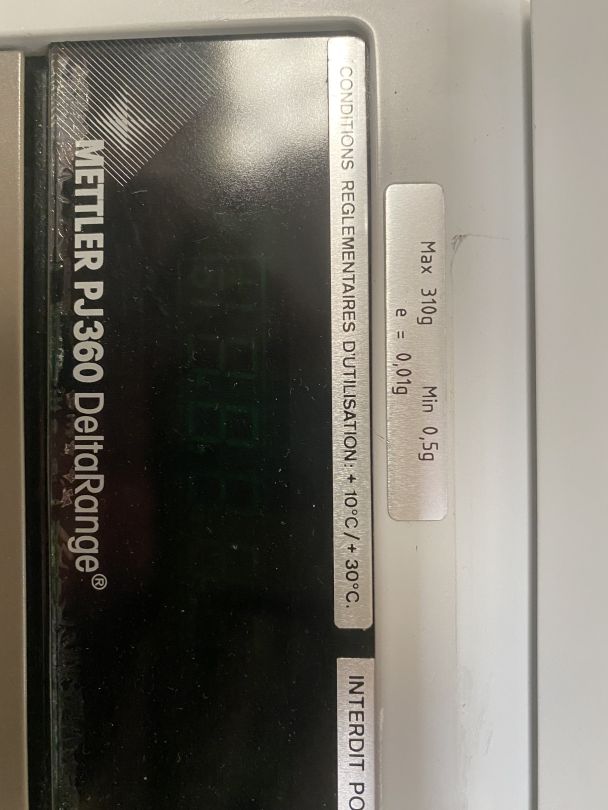 Max 310g Min 0,5g
e = 0,01g
CONDITIONS REGLEMENTAIRES D'UTILISATION: + 10°C / + 30°C.
INTERDIT PO
METTLER PJ360 DeltaRange®